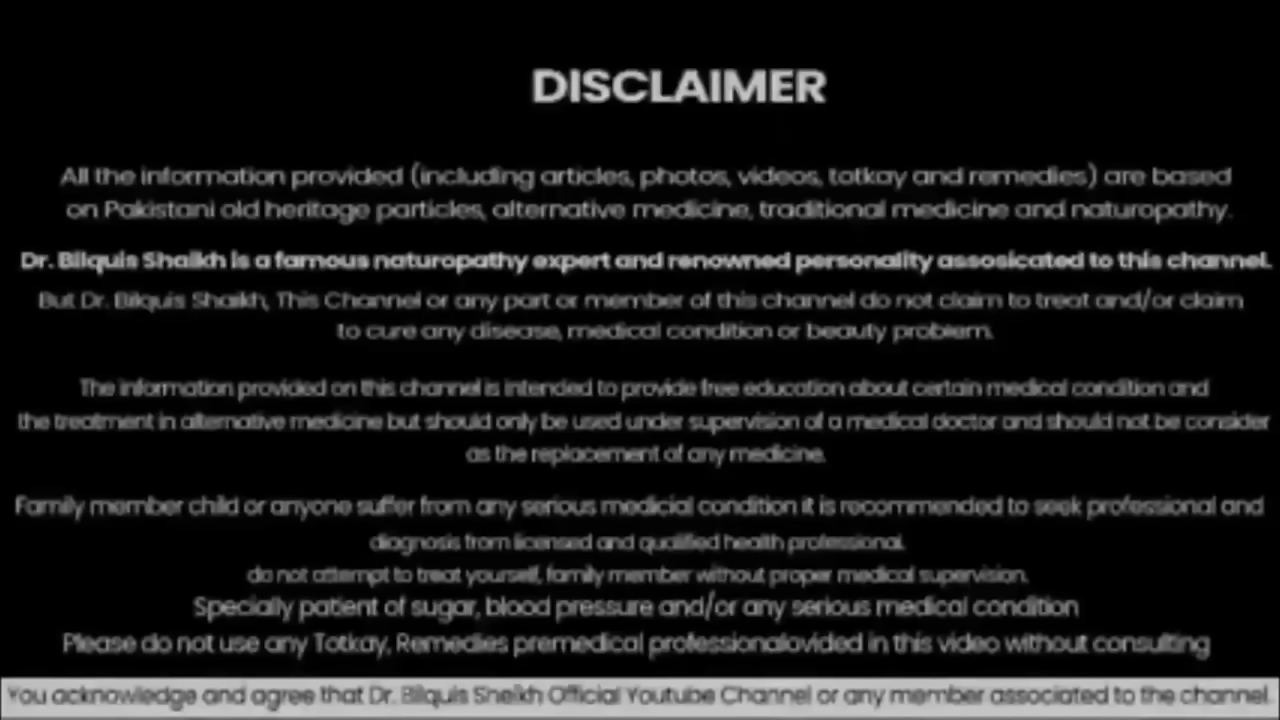 DISCLAIMER
All the information provided (including articles, photos, videos, totkay and remedies) are based
on Pakistani old heritage particles, alternative medicine, traditional medicine and naturopathy.
Dr. Bilquis Shaikh is a famous naturopathy expert and renowned personality assosicated to this channel.
But Dr. Bilquis Shaikh, This Channel or any part or member of this channel do not claim to treat and/or claim
to cure any disease, medical condition or beauty problem.
The information provided on this channel is intended to provide free education about certain medical condition and
the treatment in alternative medicine but should only be used under supervision of a medical doctor and should not be consider
as the replacement of any medicine.
Family member child or anyone suffer from any serious medicial condition it is recommended to seek professional and
diagnosis from licensed and qualified health professional.
do not attempt to treat yourself, family member without proper medical supervision.
Specially patient of sugar, blood pressure and/or any serious medical condition
Please do not use any Totkay, Remedies premedical professionalovided in this video without consulting
You acknowledge and agree that Dr. Bilquis Sheikh Official Youtube Channel or any member associated to the channel.